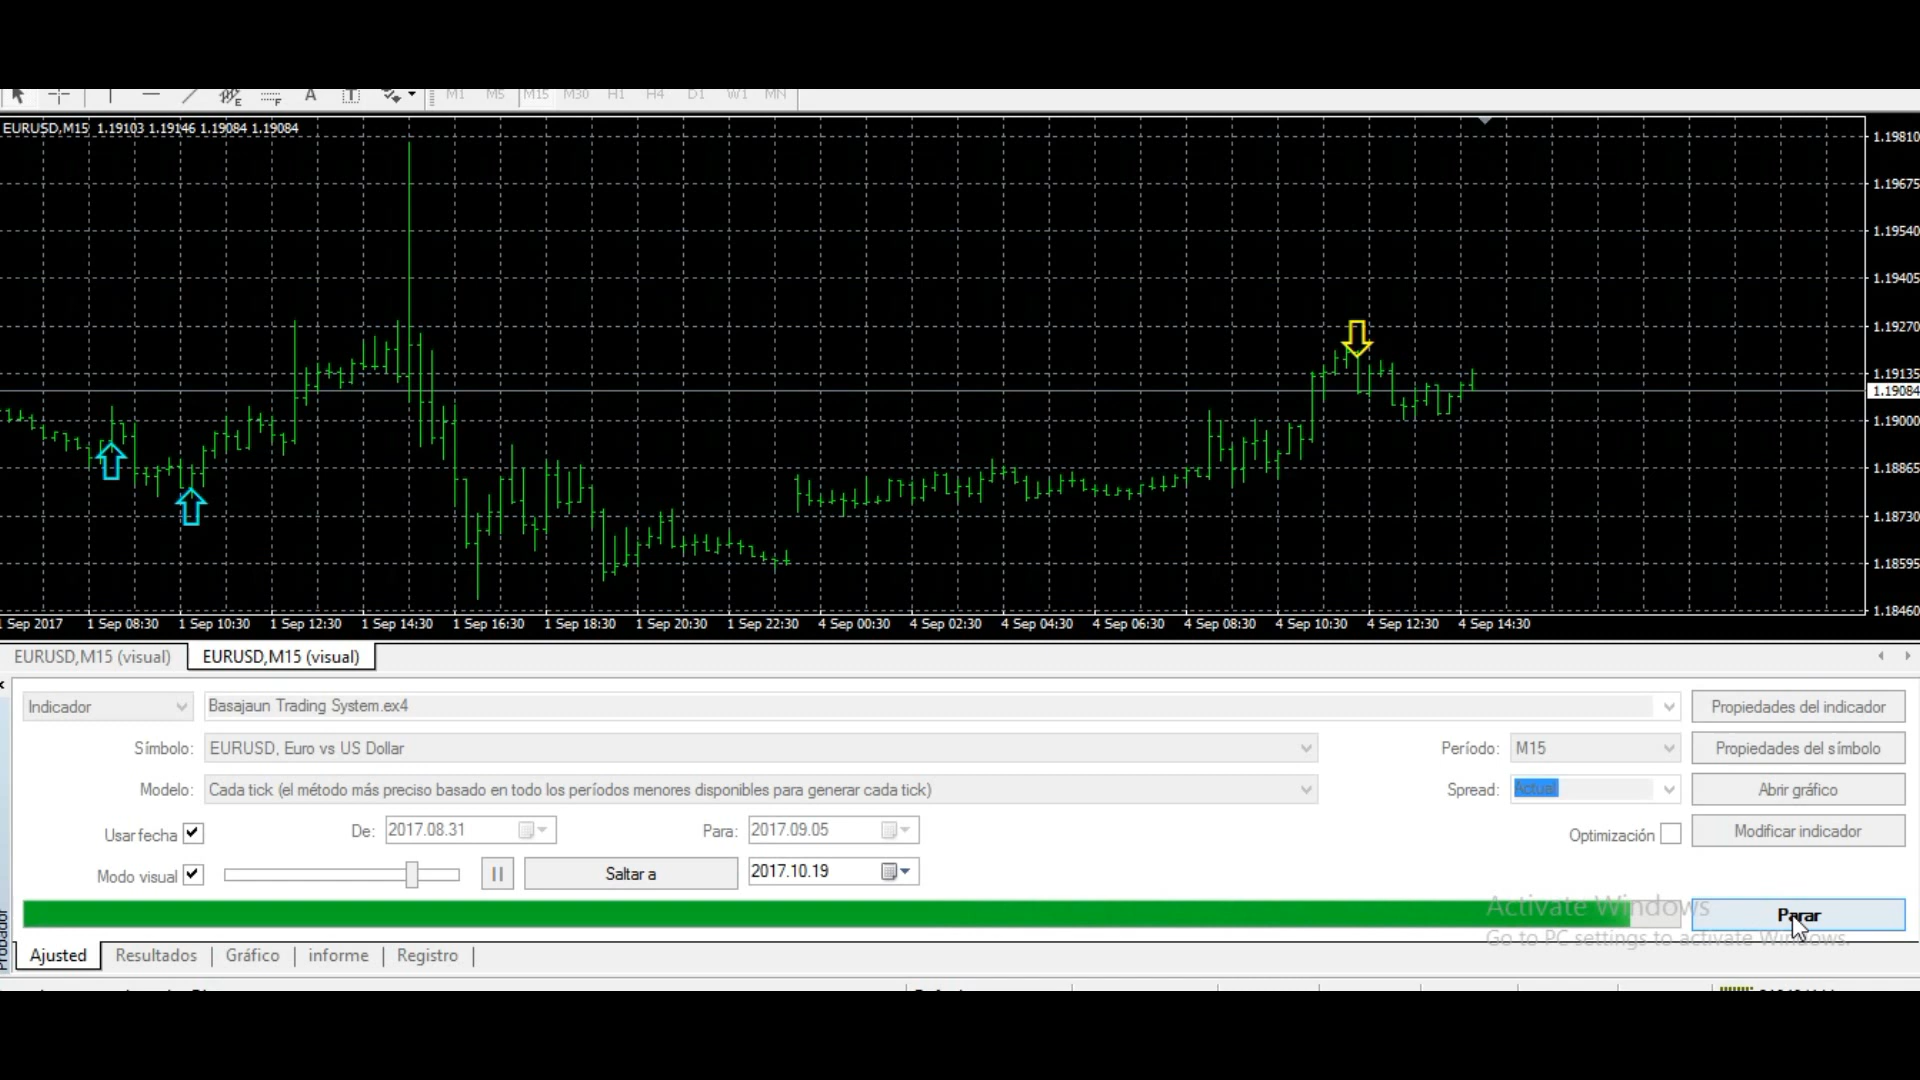 M1 M5 M15 M30 H1 H4 D1 W1 MN
EURUSD,M15 1.19103 1.19146 1.19084 1.19084
1.19810
1.19675
1.19540
1.19405
1.19270
1.19135
1.19084
1.19000
1.18865
1.18730
1.18595
1.18460
1 Sep 2017 1 Sep 08:30 1 Sep 10:30 1 Sep 12:30 1 Sep 14:30 1 Sep 16:30 1 Sep 18:30 1 Sep 20:30 1 Sep 22:30 4 Sep 00:30 4 Sep 02:30 4 Sep 04:30 4 Sep 06:30 4 Sep 08:30 4 Sep 10:30 4 Sep 12:30 4 Sep 14:30
EURUSD,M15 (visual) EURUSD,M15 (visual)
Indicador Basajaun Trading System.ex4 Propiedades del indicador
Símbolo: EURUSD, Euro vs US Dollar Período: M15 Propiedades del símbolo
Modelo: Cada tick (el método más preciso basado en todo los períodos menores disponibles para generar cada tick) Spread: Actual Abrir gráfico
Usar fecha De: 2017.08.31 Para: 2017.09.05 Optimización Modificar indicador
Modo visual Saltar a 2017.10.19
Activate Windows
Parar
Go to PC settings to activate Windows.
Probador
Ajusted Resultados Gráfico informe Registro